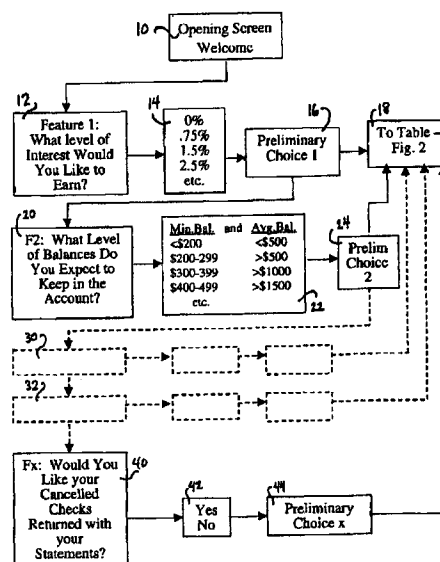 10
Opening Screen
Welcome
12
Feature 1:
What level of
Interest Would
You Like to
Earn?
14
0%
.75%
1.5%
2.5%
etc.
16
Preliminary
Choice 1
18
To Table
Fig. 2
20
F2: What Level
of Balances Do
You Expect to
Keep in the
Account?
Min.Bal. and Avg.Bal.
<$200 <$500
$200-299 >$500
$300-399 >$1000
$400-499 >$1500
etc.
22
24
Prelim
Choice
2
30
32
Fx: Would You
Like your
Cancelled
Checks
Returned with
your
Statements?
40
42
Yes
No
44
Preliminary
Choice x